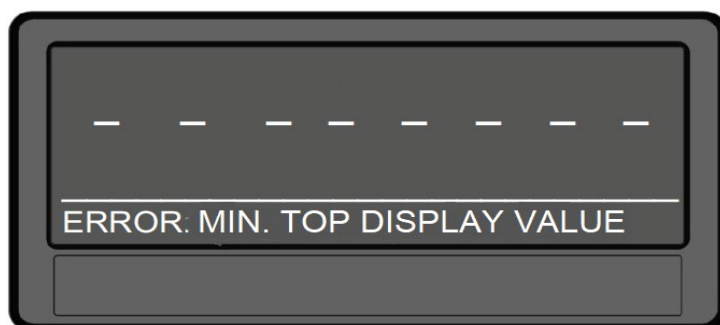 – – – – – – – –
ERROR: MIN. TOP DISPLAY VALUE